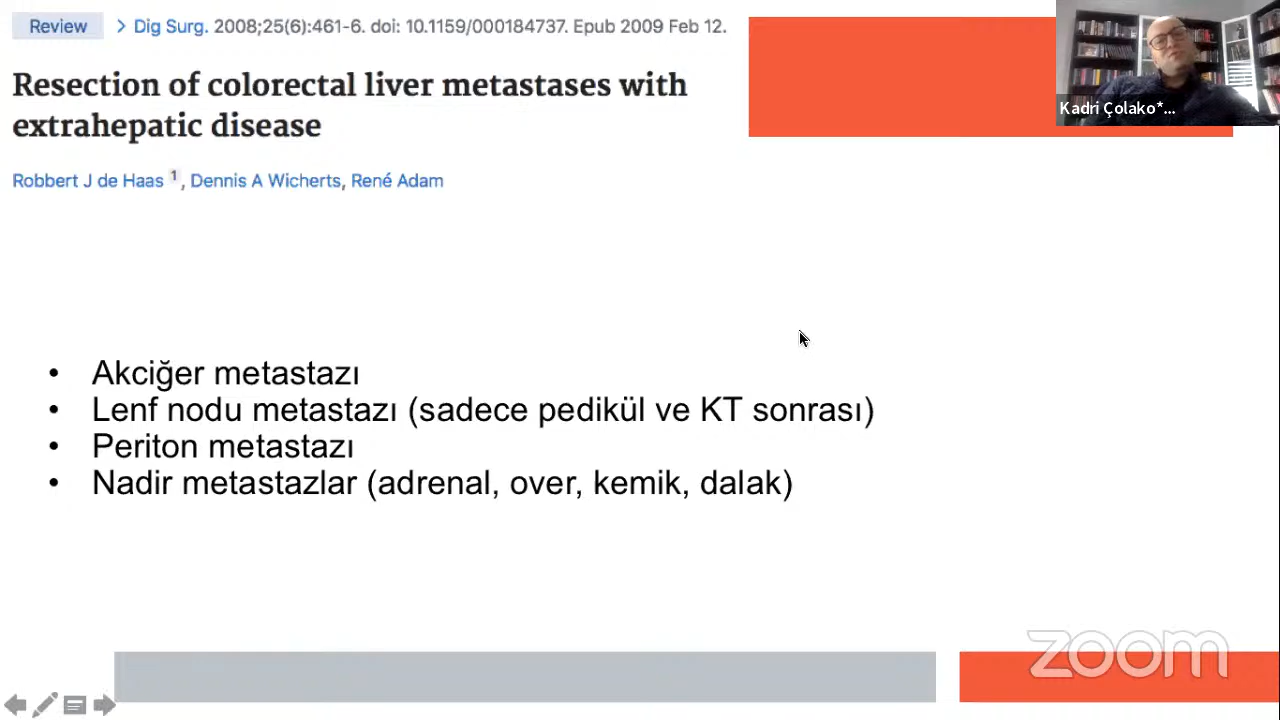 Review > Dig Surg. 2008;25(6):461-6. doi: 10.1159/000184737. Epub 2009 Feb 12.
Resection of colorectal liver metastases with
extrahepatic disease
Robbert J de Haas 1, Dennis A Wicherts, René Adam
Kadri Çolako*...
• Akciğer metastazı
• Lenf nodu metastazı (sadece pedikül ve KT sonrası)
• Periton metastazı
• Nadir metastazlar (adrenal, over, kemik, dalak)
zoom